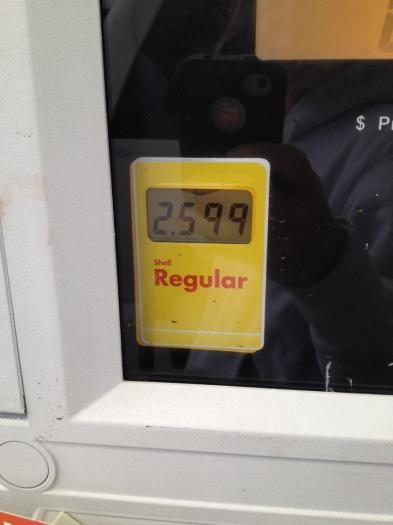 $ P
2.599
Shell
Regular